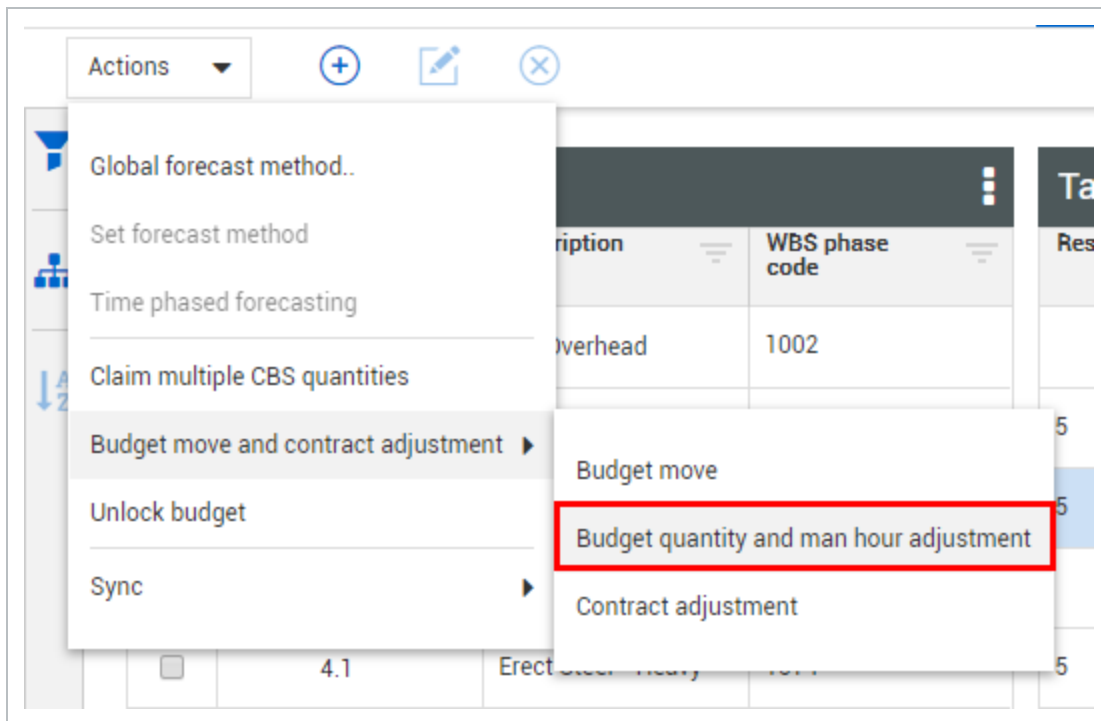 Actions
Global forecast method..
Set forecast method
Time phased forecasting
Claim multiple CBS quantities
Budget move and contract adjustment
Unlock budget
Sync
Budget move
Budget quantity and man hour adjustment
Contract adjustment
Ta
ription
WBS phase
code
Res
Overhead
1002
5
5
4.1
Erect
5